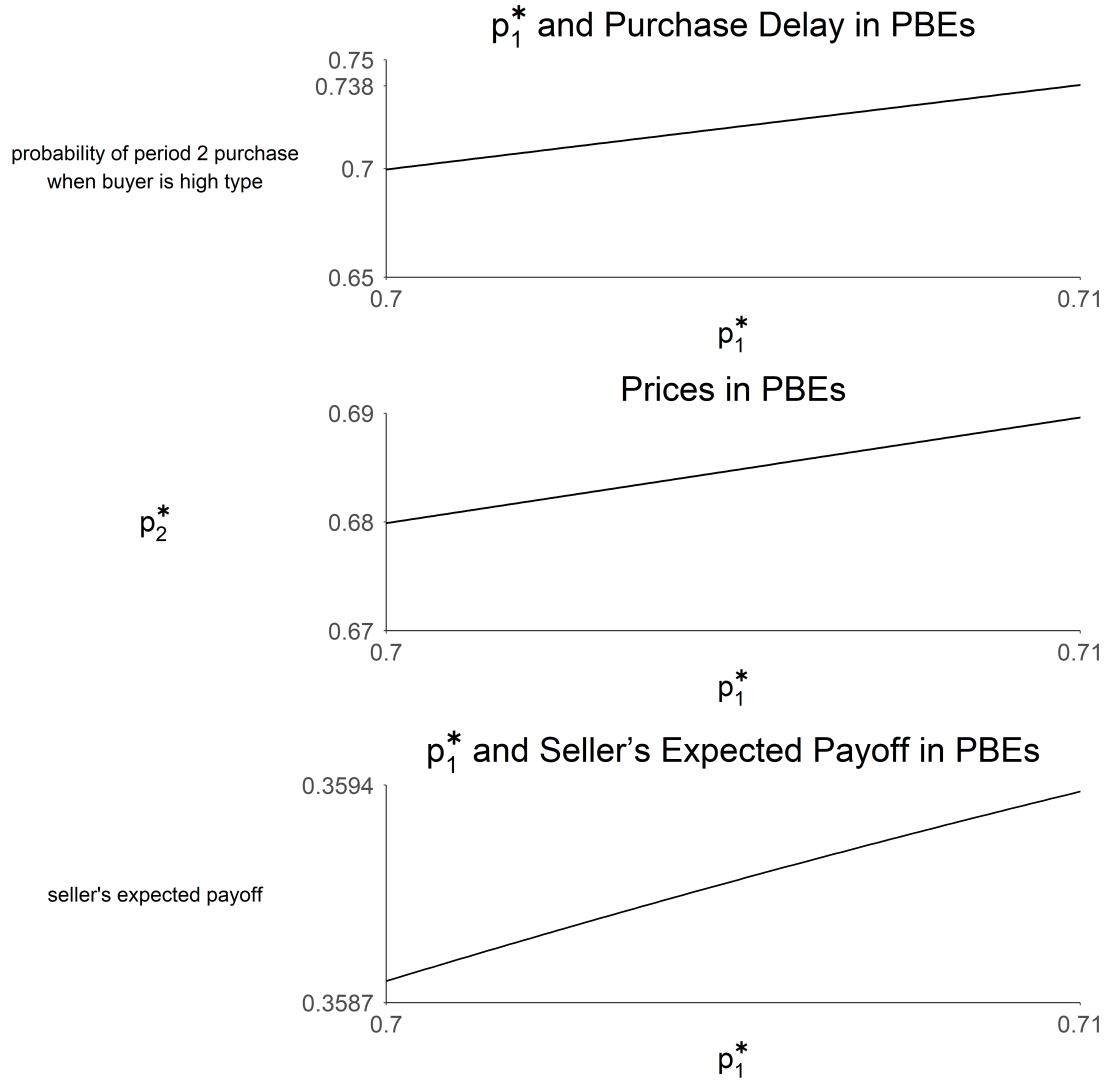 p₁* and Purchase Delay in PBEs
0.75
0.738
probability of period 2 purchase
when buyer is high type
0.7
0.65
0.7 0.71
p₁*
Prices in PBEs
0.69
p₂*
0.68
0.67
0.7 0.71
p₁*
p₁* and Seller’s Expected Payoff in PBEs
0.3594
seller's expected payoff
0.3587
0.7 0.71
p₁*